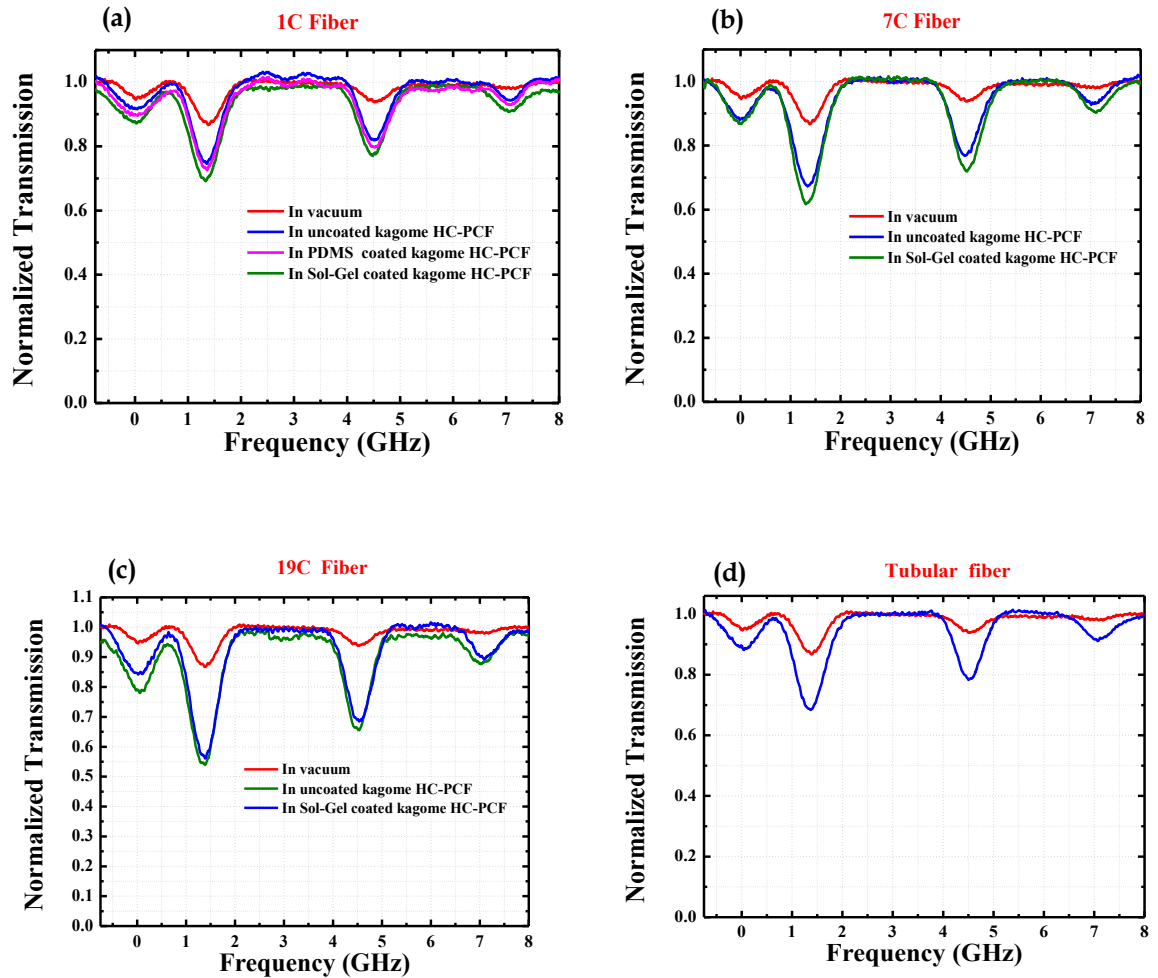 (a)
1C Fiber
1.0
0.8
0.6
0.4
0.2
0.0
Normalized Transmission
In vacuum
In uncoated kagome HC-PCF
In PDMS coated kagome HC-PCF
In Sol-Gel coated kagome HC-PCF
0 1 2 3 4 5 6 7 8
Frequency (GHz)
(b)
7C Fiber
1.0
0.8
0.6
0.4
0.2
0.0
Normalized Transmission
In vacuum
In uncoated kagome HC-PCF
In Sol-Gel coated kagome HC-PCF
0 1 2 3 4 5 6 7 8
Frequency (GHz)
(c)
19C Fiber
1.1
1.0
0.9
0.8
0.7
0.6
0.5
0.4
0.3
0.2
0.1
0.0
Normalized Transmission
In vacuum
In uncoated kagome HC-PCF
In Sol-Gel coated kagome HC-PCF
0 1 2 3 4 5 6 7 8
Frequency (GHz)
(d)
Tubular fiber
1.0
0.8
0.6
0.4
0.2
0.0
Normalized Transmission
0 1 2 3 4 5 6 7 8
Frequency (GHz)